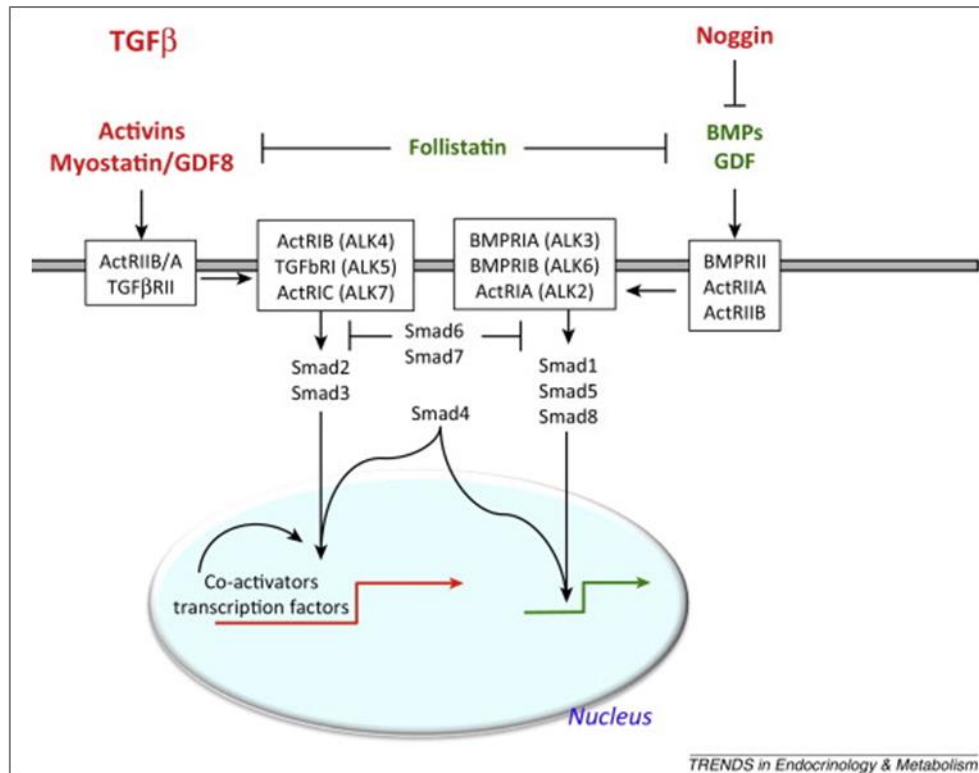 TGFβ
Noggin
Activins
Myostatin/GDF8
Follistatin
BMPs
GDF
ActRIIB/A
TGFβRII
ActRIB (ALK4)
TGFbRI (ALK5)
ActRIC (ALK7)
BMPRIA (ALK3)
BMPRIB (ALK6)
ActRIA (ALK2)
BMPRII
ActRIIA
ActRIIB
Smad6
Smad7
Smad2
Smad3
Smad1
Smad5
Smad8
Smad4
Co-activators
transcription factors
Nucleus
TRENDS in Endocrinology & Metabolism